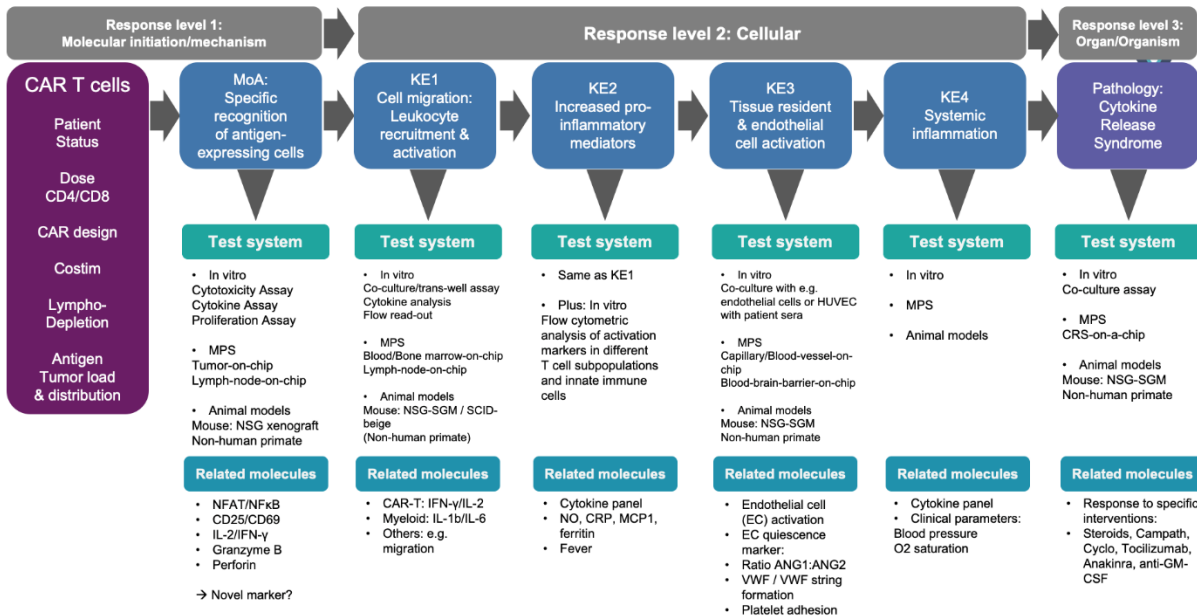 Response level 1:
Molecular initiation/mechanism
Response level 2: Cellular
Response level 3:
Organ/Organism
CAR T cells
Patient
Status
Dose
CD4/CD8
CAR design
Costim
Lympho-
Depletion
Antigen
Tumor load
& distribution
MoA:
Specific
recognition
of antigen-
expressing cells
KE1
Cell migration:
Leukocyte
recruitment &
activation
KE2
Increased pro-
inflammatory
mediators
KE3
Tissue resident
& endothelial
cell activation
KE4
Systemic
inflammation
Pathology:
Cytokine
Release
Syndrome
Test system
• In vitro
Cytotoxicity Assay
Cytokine Assay
Proliferation Assay
• MPS
Tumor-on-chip
Lymph-node-on-chip
• Animal models
Mouse: NSG xenograft
Non-human primate
Test system
• In vitro
Co-culture/trans-well assay
Cytokine analysis
Flow read-out
• MPS
Blood/Bone marrow-on-chip
Lymph-node-on-chip
• Animal models
Mouse: NSG-SGM / SCID-
beige
(Non-human primate)
Test system
• Same as KE1
• Plus: In vitro
Flow cytometric
analysis of activation
markers in different
T cell subpopulations
and innate immune
cells
Test system
• In vitro
Co-culture with e.g.
endothelial cells or HUVEC
with patient sera
• MPS
Capillary/Blood-vessel-on-
chip
Blood-brain-barrier-on-chip
• Animal models
Mouse: NSG-SGM
Non-human primate
Test system
• In vitro
• MPS
• Animal models
Test system
• In vitro
Co-culture assay
• MPS
CRS-on-a-chip
• Animal models
Mouse: NSG-SGM
Non-human primate
Related molecules
• NFAT/NFκB
• CD25/CD69
• IL-2/IFN-γ
• Granzyme B
• Perforin
→ Novel marker?
Related molecules
• CAR-T: IFN-γ/IL-2
• Myeloid: IL-1b/IL-6
• Others: e.g.
migration
Related molecules
• Cytokine panel
• NO, CRP, MCP1,
ferritin
• Fever
Related molecules
• Endothelial cell
(EC) activation
• EC quiescence
marker:
• Ratio ANG1:ANG2
• VWF / VWF string
formation
• Platelet adhesion
Related molecules
• Cytokine panel
• Clinical parameters:
Blood pressure
O2 saturation
Related molecules
• Response to specific
interventions:
• Steroids, Campath,
Cyclo, Tocilizumab,
Anakinra, anti-GM-
CSF